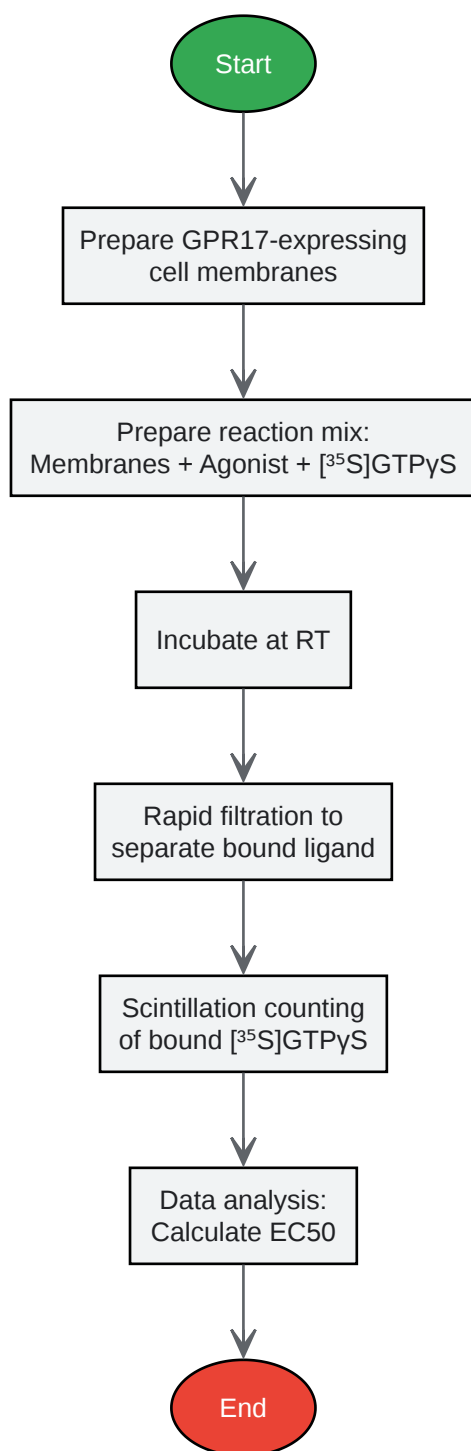 Start
Prepare GPR17-expressing
cell membranes
Prepare reaction mix:
Membranes + Agonist + [³⁵S]GTPγS
Incubate at RT
Rapid filtration to
separate bound ligand
Scintillation counting
of bound [³⁵S]GTPγS
Data analysis:
Calculate EC50
End